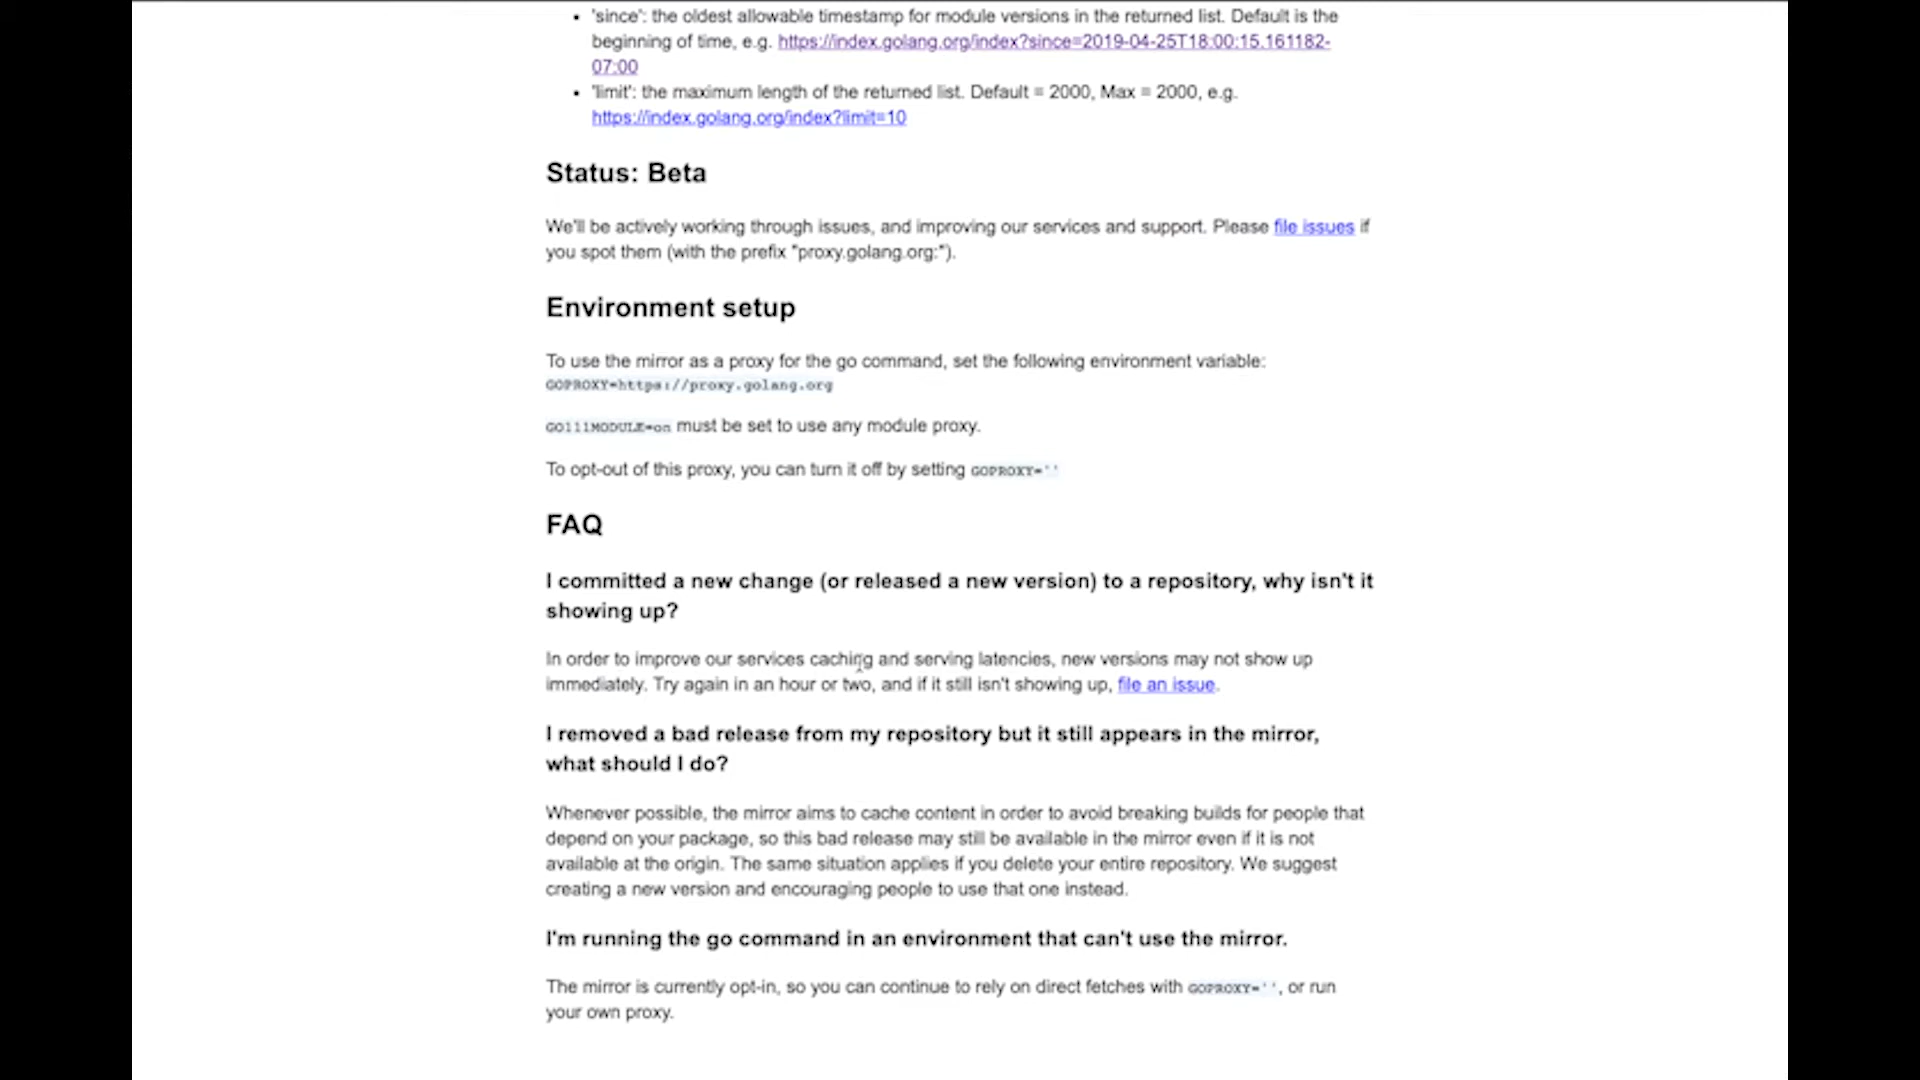 • 'since': the oldest allowable timestamp for module versions in the returned list. Default is the
beginning of time, e.g. https://index.golang.org/index?since=2019-04-25T18:00:15.161182-
07:00
• 'limit': the maximum length of the returned list. Default = 2000, Max = 2000, e.g.
https://index.golang.org/index?limit=10
Status: Beta
We'll be actively working through issues, and improving our services and support. Please file issues if
you spot them (with the prefix "proxy.golang.org:").
Environment setup
To use the mirror as a proxy for the go command, set the following environment variable:
GOPROXY=https://proxy.golang.org
GO111MODULE=on must be set to use any module proxy.
To opt-out of this proxy, you can turn it off by setting GOPROXY=''
FAQ
I committed a new change (or released a new version) to a repository, why isn't it
showing up?
In order to improve our services caching and serving latencies, new versions may not show up
immediately. Try again in an hour or two, and if it still isn't showing up, file an issue.
I removed a bad release from my repository but it still appears in the mirror,
what should I do?
Whenever possible, the mirror aims to cache content in order to avoid breaking builds for people that
depend on your package, so this bad release may still be available in the mirror even if it is not
available at the origin. The same situation applies if you delete your entire repository. We suggest
creating a new version and encouraging people to use that one instead.
I'm running the go command in an environment that can't use the mirror.
The mirror is currently opt-in, so you can continue to rely on direct fetches with GOPROXY='', or run
your own proxy.